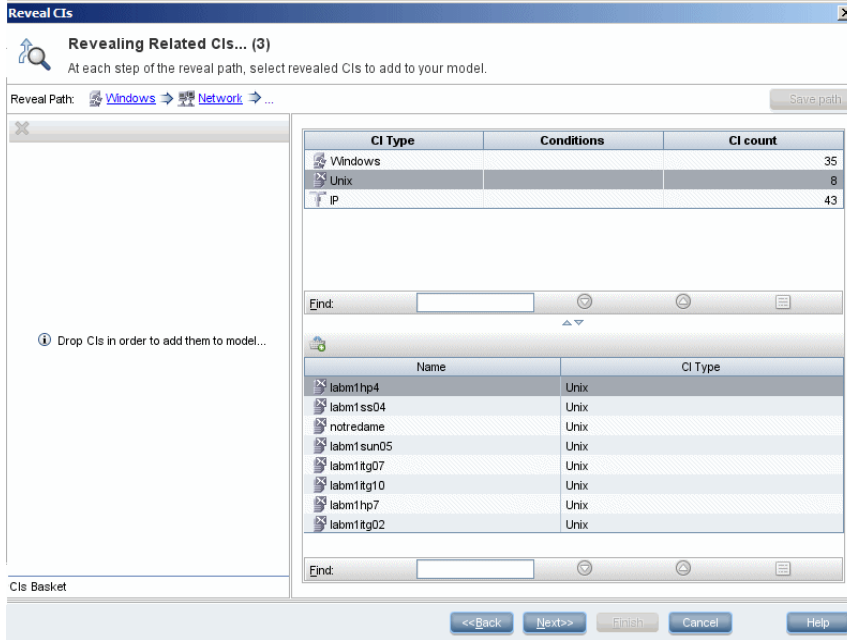 Reveal CIs
Revealing Related CIs... (3)
At each step of the reveal path, select revealed CIs to add to your model.
Reveal Path: Windows Network ...
Save path
CI Type Conditions CI count
Windows 35
Unix 8
IP 43
Find:
Drop CIs in order to add them to model...
Name CI Type
labm1hp4 Unix
labm1ss04 Unix
notredame Unix
labm1sun05 Unix
labm1itg07 Unix
labm1itg10 Unix
labm1hp7 Unix
labm1itg02 Unix
Find:
CIs Basket
<<Back Next>> Finish Cancel Help